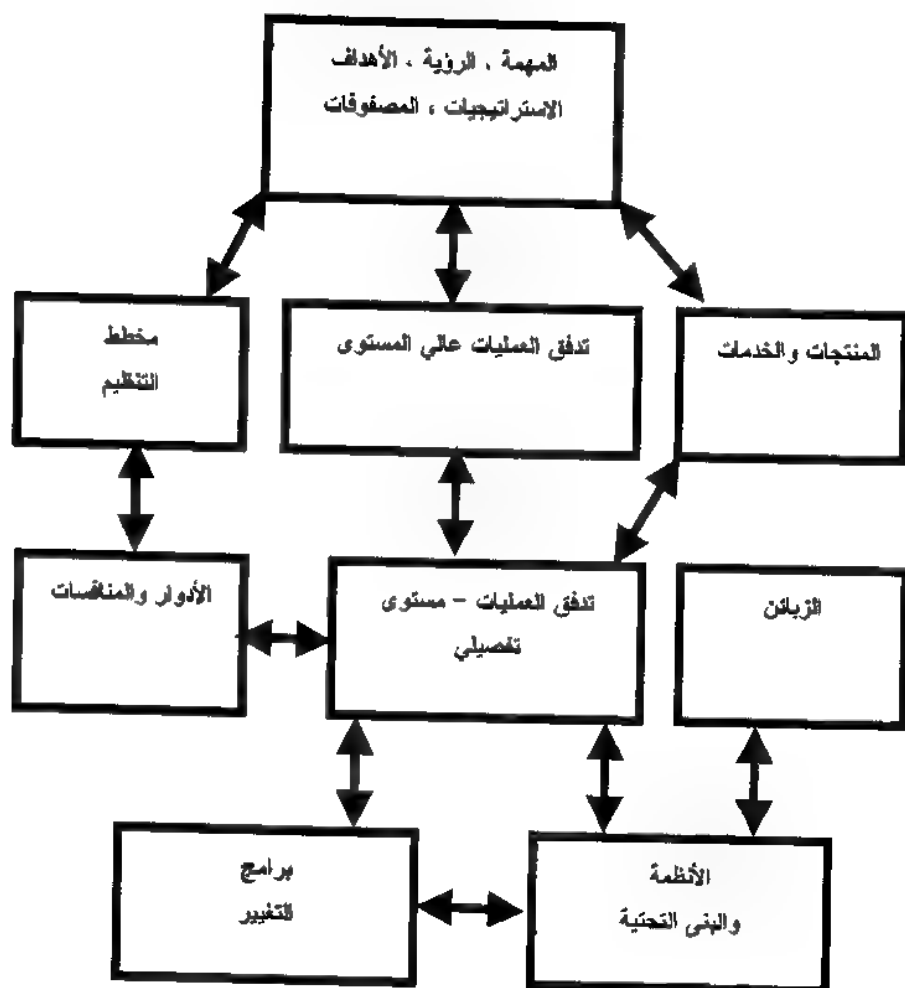 المهمة ، الرؤية ، الأهداف
الاستراتيجيات ، المصفوفات
المنتجات والخدمات
تدفق العمليات عالي المستوى
مخطط
التنظيم
الزبائن
تدفق العمليات – مستوى
تفصيلي
الأدوار والمنافسات
الأنظمة
والبنى التحتية
برامج
التغيير